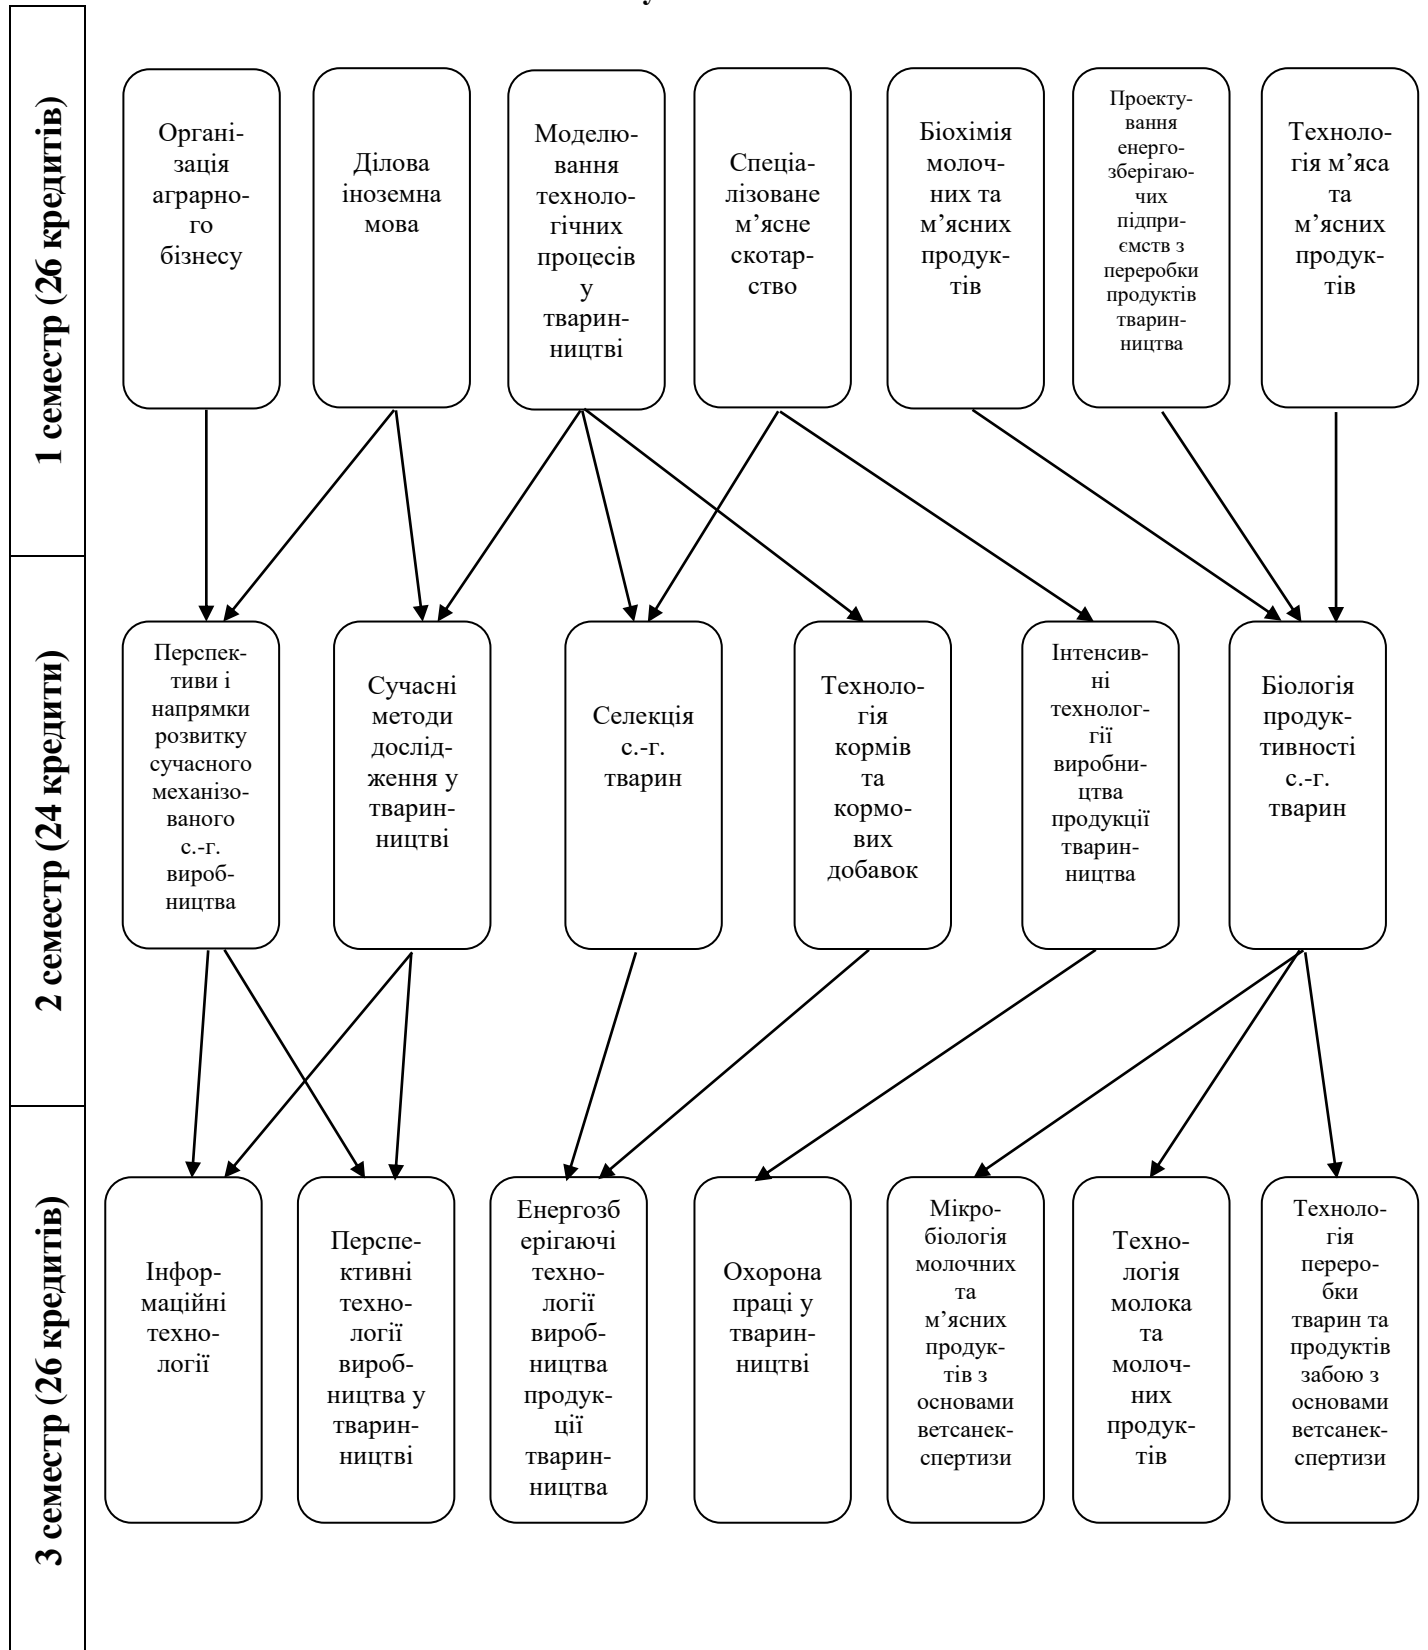 1 семестр (26 кредитів)
Органі-
зація
аграрно-
го
бізнесу
Ділова
іноземна
мова
Моделю-
вання
техноло-
гічних
процесів
у
тварин-
ництві
Спеціа-
лізоване
м’ясне
скотар-
ство
Біохімія
молоч-
них та
м’ясних
продук-
тів
Проекту-
вання
енерго-
зберігаю-
чих
підпри-
ємств з
переробки
продуктів
тварин-
ництва
Техноло-
гія м’яса
та
м’ясних
продук-
тів
2 семестр (24 кредити)
Перспек-
тиви і
напрямки
розвитку
сучасного
механізо-
ваного
с.-г.
вироб-
ництва
Сучасні
методи
дослід-
ження у
тварин-
ництві
Селекція
с.-г.
тварин
Техноло-
гія
кормів
та
кормо-
вих
добавок
Інтенсив-
ні
технолог-
гії
виробни-
цтва
продукції
тварин-
ництва
Біологія
продук-
тивності
с.-г.
тварин
3 семестр (26 кредитів)
Інфор-
маційні
техно-
логії
Перспе-
ктивні
техно-
логії
вироб-
ництва у
тварин-
ництві
Енергозб
ерігаючі
техно-
логії
вироб-
ництва
продук-
ції
тварин-
ництва
Охорона
праці у
тварин-
ництві
Мікро-
біологія
молочних
та
м’ясних
продук-
тів з
основами
ветсанек-
спертизи
Техно-
логія
молока
та
молоч-
них
продук-
тів
Техноло-
гія
переро-
бки
тварин та
продуктів
забою з
основами
ветсанек-
спертизи